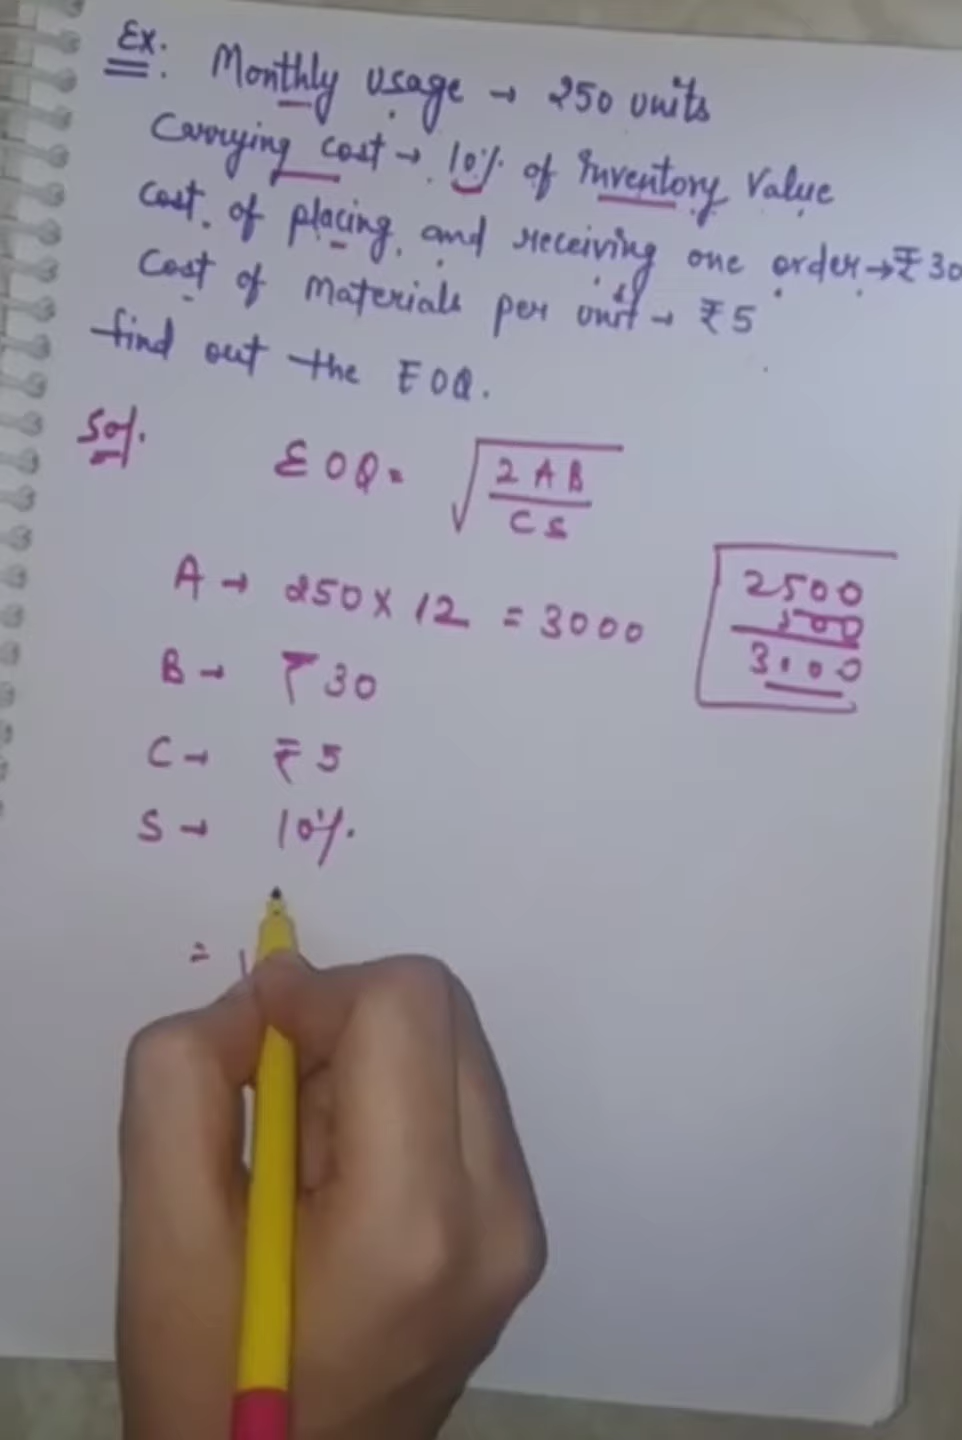 Ex: Monthly usage → 250 units
Carrying cost → 10% of Inventory Value
Cost of placing and receiving one order → ₹30
Cost of materials per unit → ₹5
find out the EOQ.
Sol.
EOQ = √2AB/CS
A → 250 × 12 = 3000
2500
500
3000
B → ₹30
C → ₹5
S → 10%
=